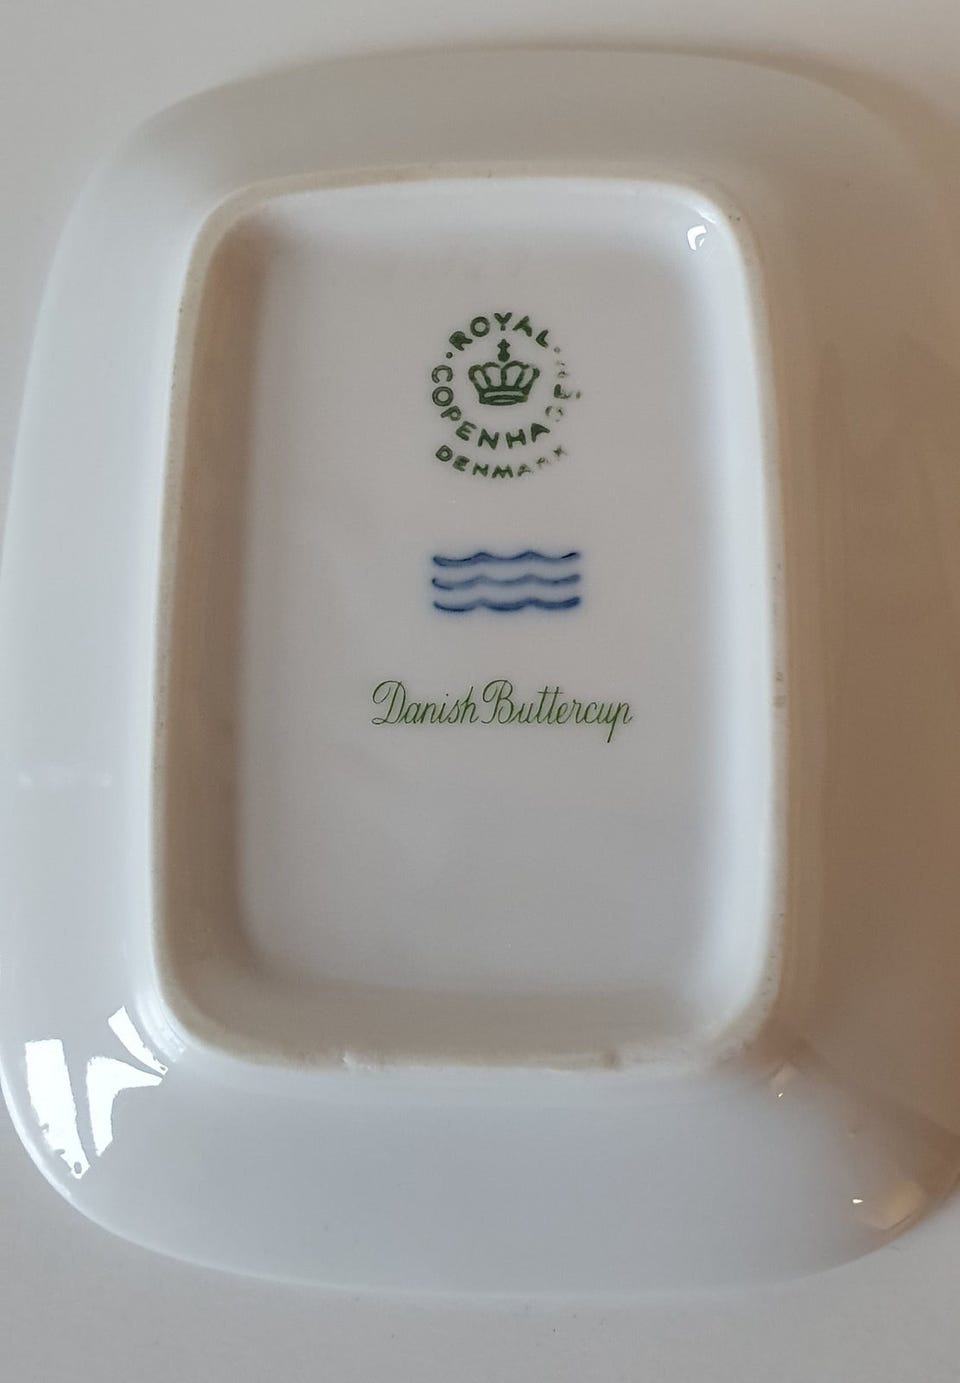 ROYAL
COPENHAGEN
DENMARK
Danish Buttercup